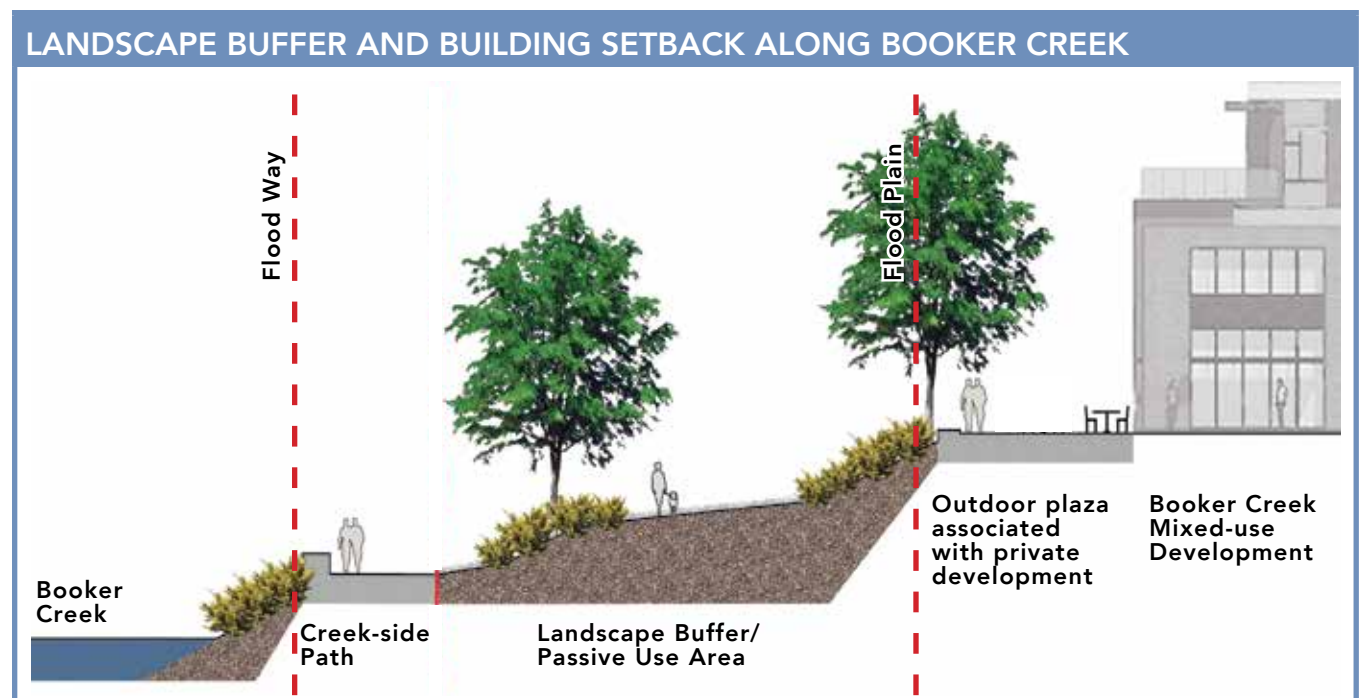 LANDSCAPE BUFFER AND BUILDING SETBACK ALONG BOOKER CREEK
Flood Way
Flood Plain
Booker
Creek
Creek-side
Path
Landscape Buffer/
Passive Use Area
Outdoor plaza
associated
with private
development
Booker Creek
Mixed-use
Development